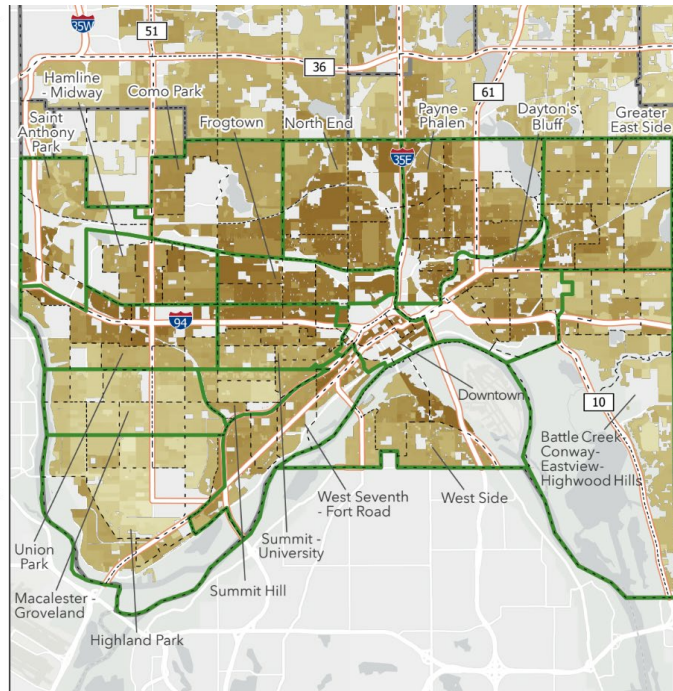 35W
51
36
61
Hamline
- Midway
Como Park
Frogtown
North End
Payne -
Phalen
Dayton's
Bluff
Greater
East Side
Saint
Anthony
Park
35E
94
Downtown
10
Battle Creek
Conway-
Eastview-
Highwood Hills
West Side
West Seventh
- Fort Road
Summit -
University
Summit Hill
Union
Park
Macalester -
Groveland
Highland Park